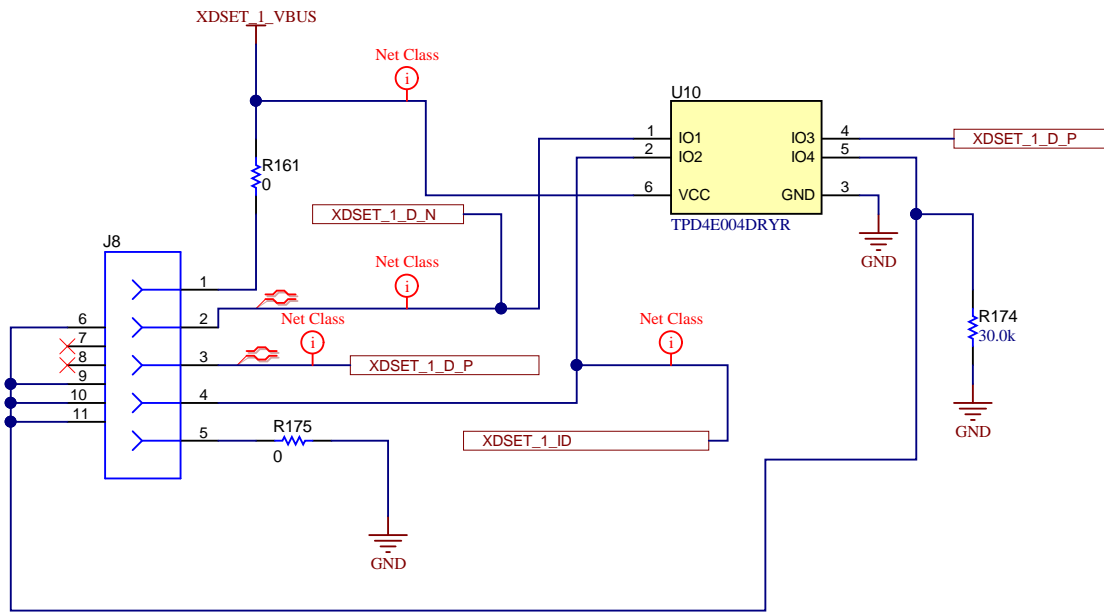 XDSET_1_VBUS
Net Class
i
U10
1
IO1
IO3
4
XDSET_1_D_P
2
IO2
IO4
5
R161
0
6
VCC
GND
3
XDSET_1_D_N
TPD4E004DRYR
J8
GND
Net Class
i
1
6
2
Net Class
i
Net Class
i
R174
30.0k
7
8
3
XDSET_1_D_P
9
10
4
11
R175
0
5
XDSET_1_ID
GND
GND